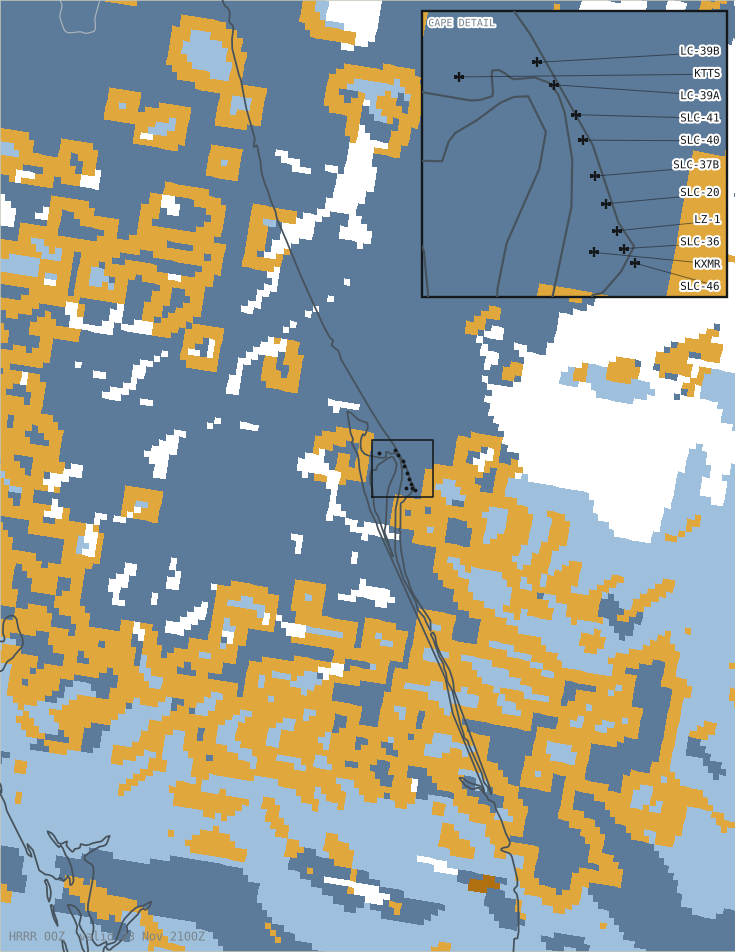 CAPE DETAIL
LC-39B
KTTS
LC-39A
SLC-41
SLC-40
SLC-37B
SLC-20
LZ-1
SLC-36
KXMR
SLC-46
HRRR 00Z Valid Nov 2100Z